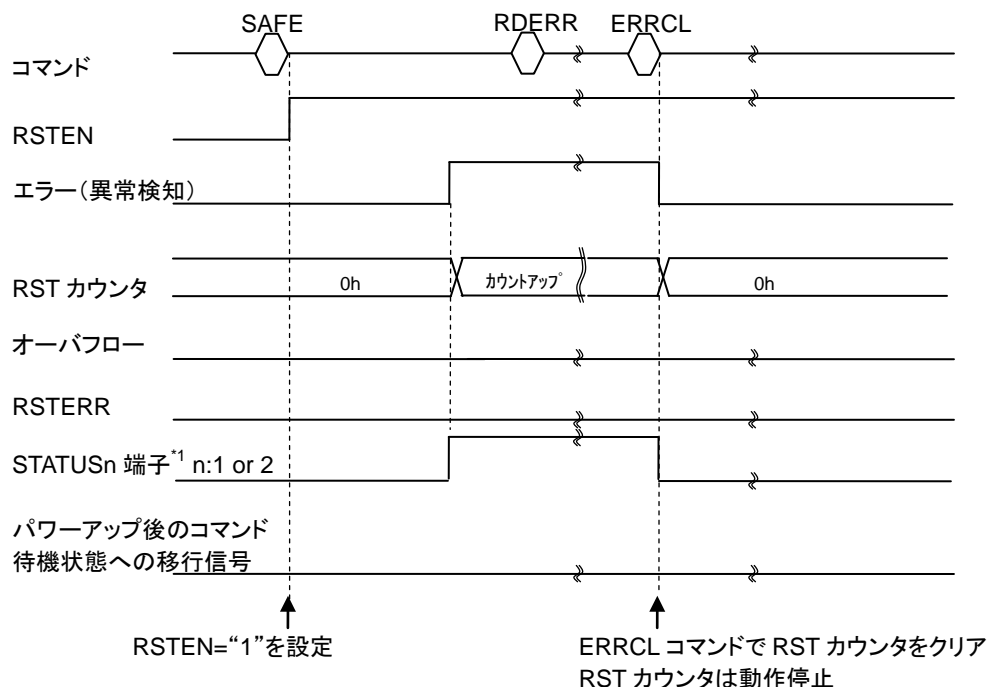 SAFE RDERR ERRCL
コマンド
RSTEN
エラー（異常検知）
RST カウンタ 0h カウントアップ 0h
オーバフロー
RSTERR
STATUSn 端子*1 n:1 or 2
パワーアップ後のコマンド
待機状態への移行信号
RSTEN=“1”を設定
ERRCL コマンドで RST カウンタをクリア
RST カウンタは動作停止